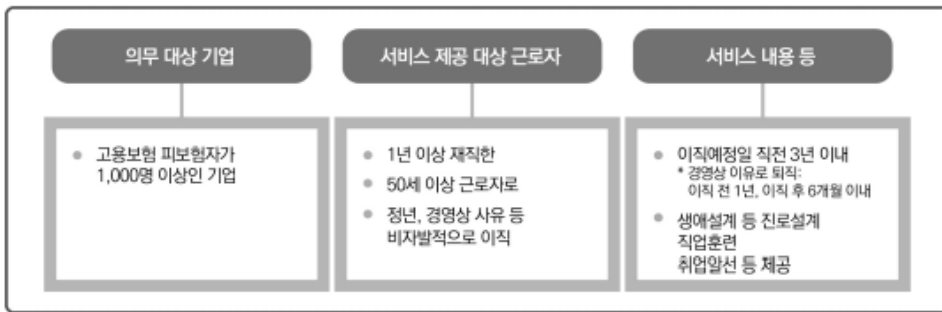 의무 대상 기업
고용보험 피보험자가
1,000명 이상인 기업
서비스 제공 대상 근로자
1년 이상 재직한
50세 이상 근로자로
정년, 경영상 사유 등
비자발적으로 이직
서비스 내용 등
이직예정일 직전 3년 이내
* 경영상 이유로 퇴직:
이직 전 1년, 이직 후 6개월 이내
생애설계 등 진로설계
직업훈련
취업알선 등 제공